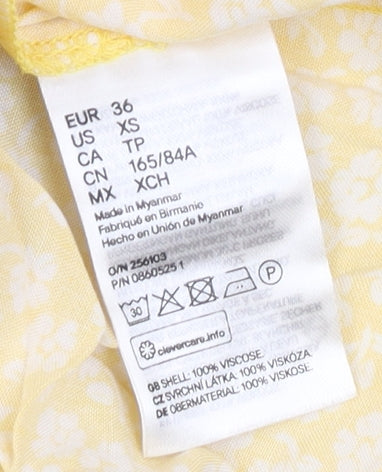 EUR 36
US XS
CA TP
CN 165/84A
MX XCH
Made in Myanmar
Fabriqué en Birmanie
Hecho en Unión de Myanmar
O/N 256103
P/N 0860525 1
30 P
clevercare.info
GB SHELL: 100% VISCOSE.
CZ SVRCHNÍ LÁTKA: 100% VISKÓZA.
DE OBERMATERIAL: 100% VISKOSE.